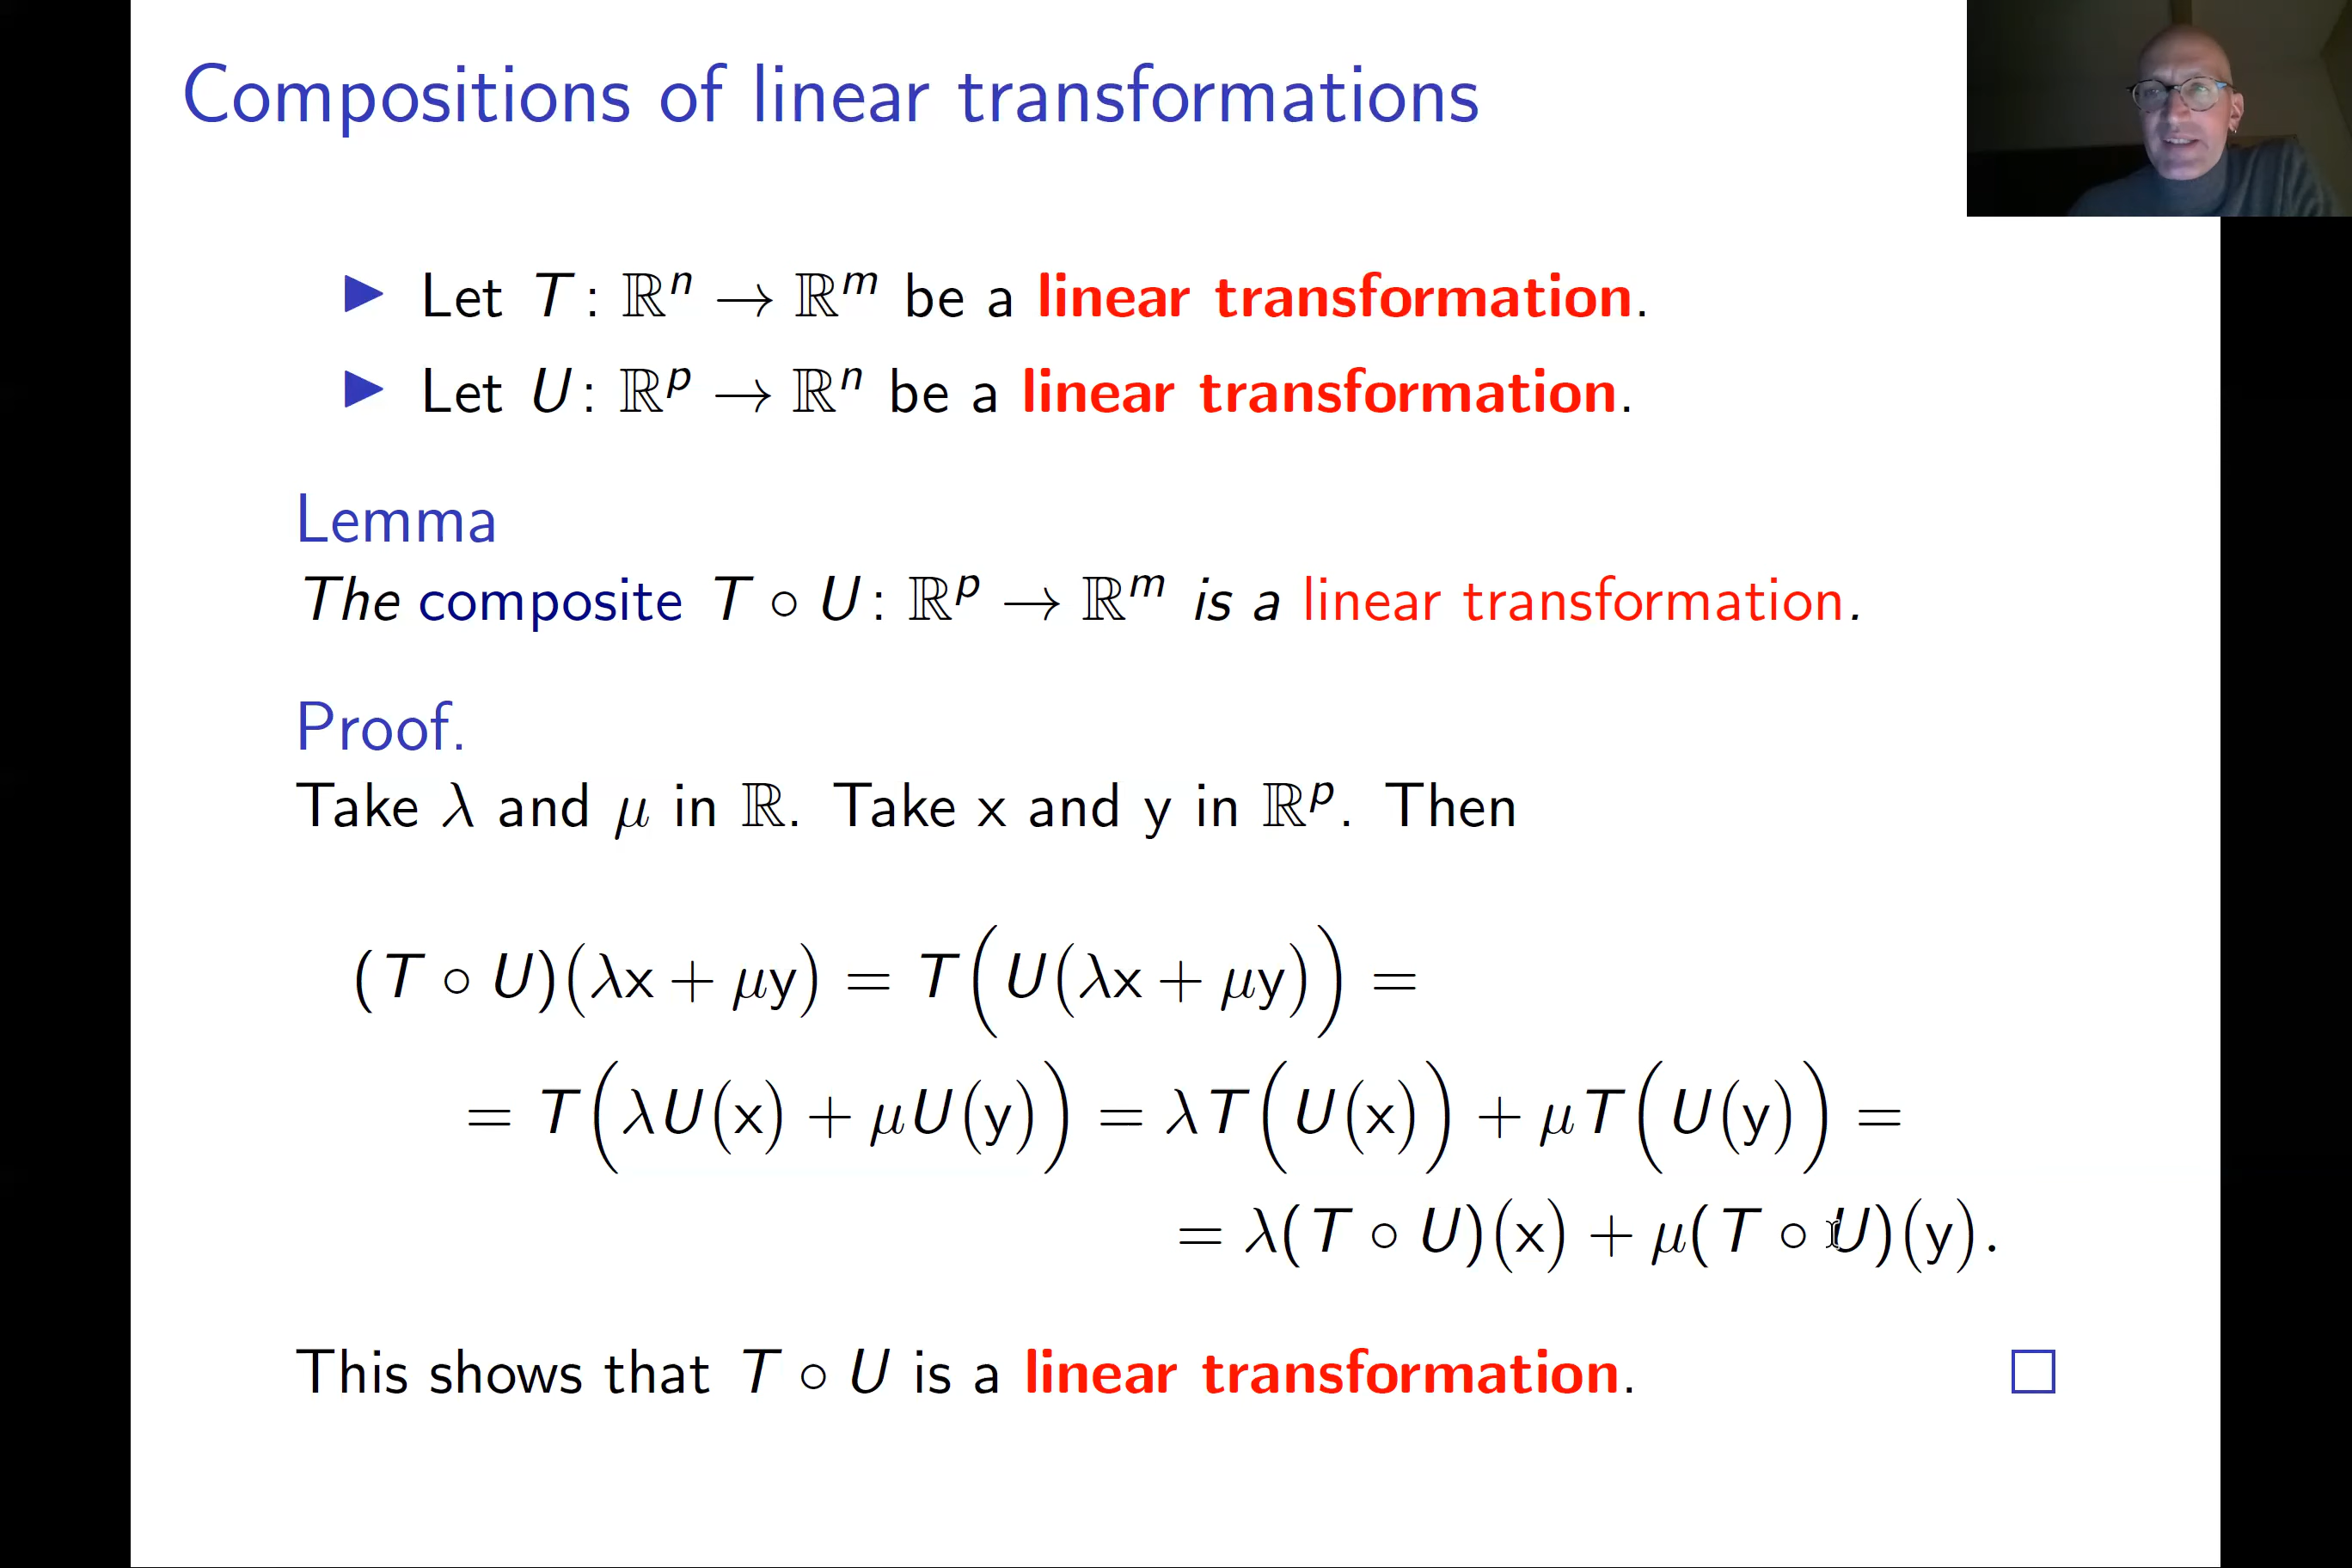 Compositions of linear transformations
▶ Let T : ℝⁿ → ℝᵐ be a linear transformation.
▶ Let U : ℝᵖ → ℝⁿ be a linear transformation.
Lemma
The composite T ∘ U : ℝᵖ → ℝᵐ is a linear transformation.
Proof.
Take λ and μ in ℝ. Take x and y in ℝᵖ. Then
(T ∘ U)(λx + μy) = T(U(λx + μy)) =
= T(λU(x) + μU(y)) = λT(U(x)) + μT(U(y)) =
= λ(T ∘ U)(x) + μ(T ∘ U)(y).
This shows that T ∘ U is a linear transformation. □